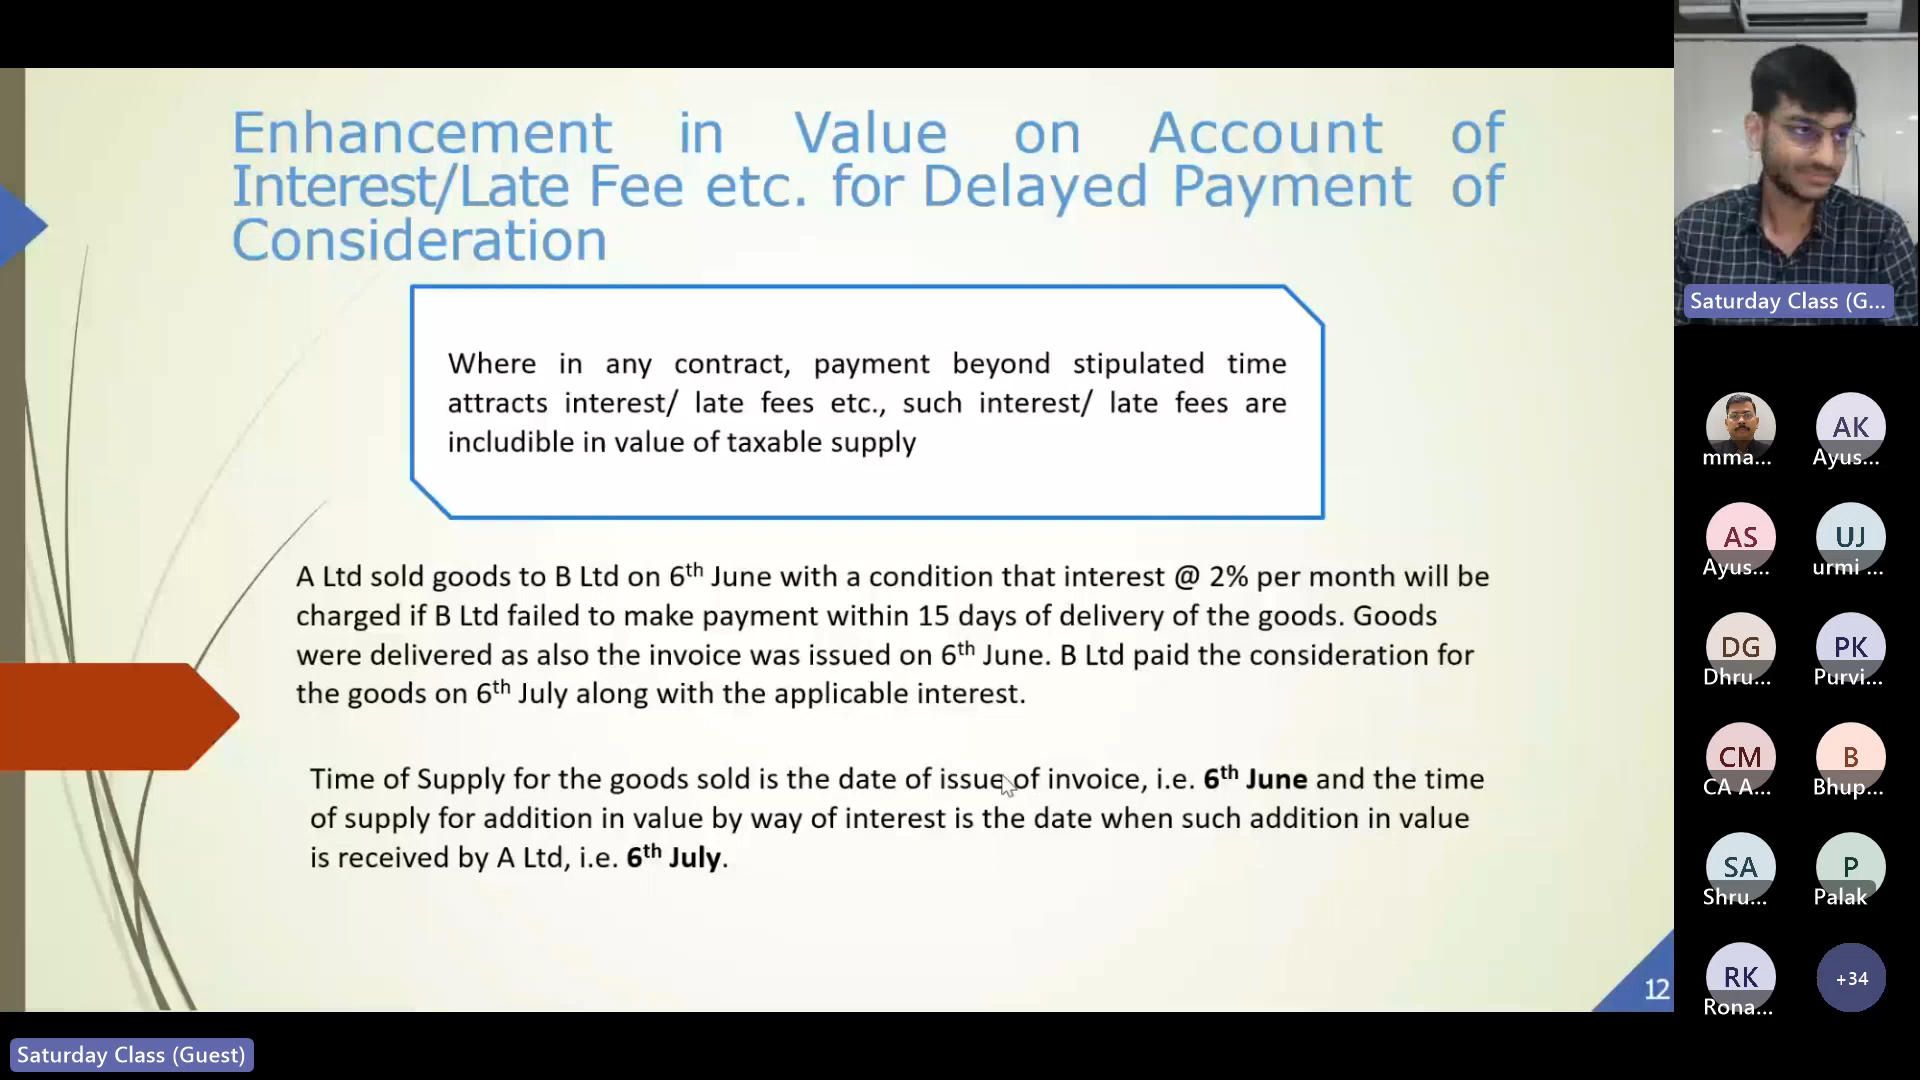 Enhancement in Value on Account of
Interest/Late Fee etc. for Delayed Payment of
Consideration
Where in any contract, payment beyond stipulated time
attracts interest/ late fees etc., such interest/ late fees are
includible in value of taxable supply
A Ltd sold goods to B Ltd on 6th June with a condition that interest @ 2% per month will be
charged if B Ltd failed to make payment within 15 days of delivery of the goods. Goods
were delivered as also the invoice was issued on 6th June. B Ltd paid the consideration for
the goods on 6th July along with the applicable interest.
Time of Supply for the goods sold is the date of issue of invoice, i.e. 6th June and the time
of supply for addition in value by way of interest is the date when such addition in value
is received by A Ltd, i.e. 6th July.
12
Saturday Class (Guest)
Saturday Class (G...
mma...
AK
Ayus...
AS
Ayus...
UJ
urmi ...
DG
Dhru...
PK
Purvi...
CM
CA A...
B
Bhup...
SA
Shru...
P
Palak
RK
Rona...
+34